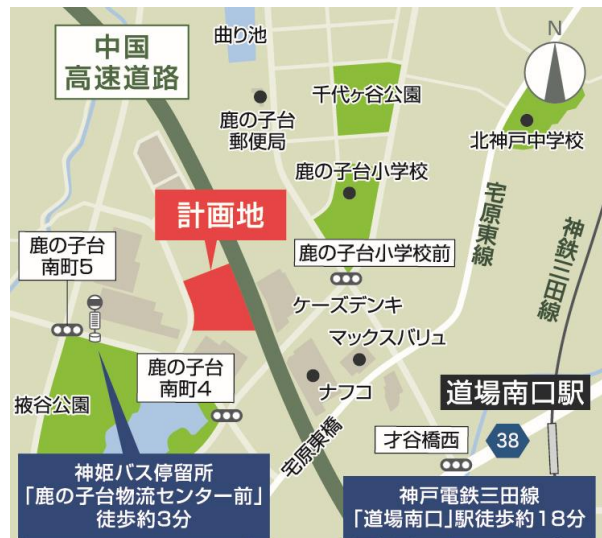 中国
高速道路
曲り池
N
千代ヶ谷公園
鹿の子台
郵便局
北神戸中学校
鹿の子台小学校
宅原東線
計画地
神鉄三田線
鹿の子台
南町5
鹿の子台小学校前
ケーズデンキ
マックスバリュ
鹿の子台
南町4
掖谷公園
ナフコ
道場南口駅
宅原東橋
才谷橋西
38
神姫バス停留所
「鹿の子台物流センター前」
徒歩約3分
神戸電鉄三田線
「道場南口」駅徒歩約18分